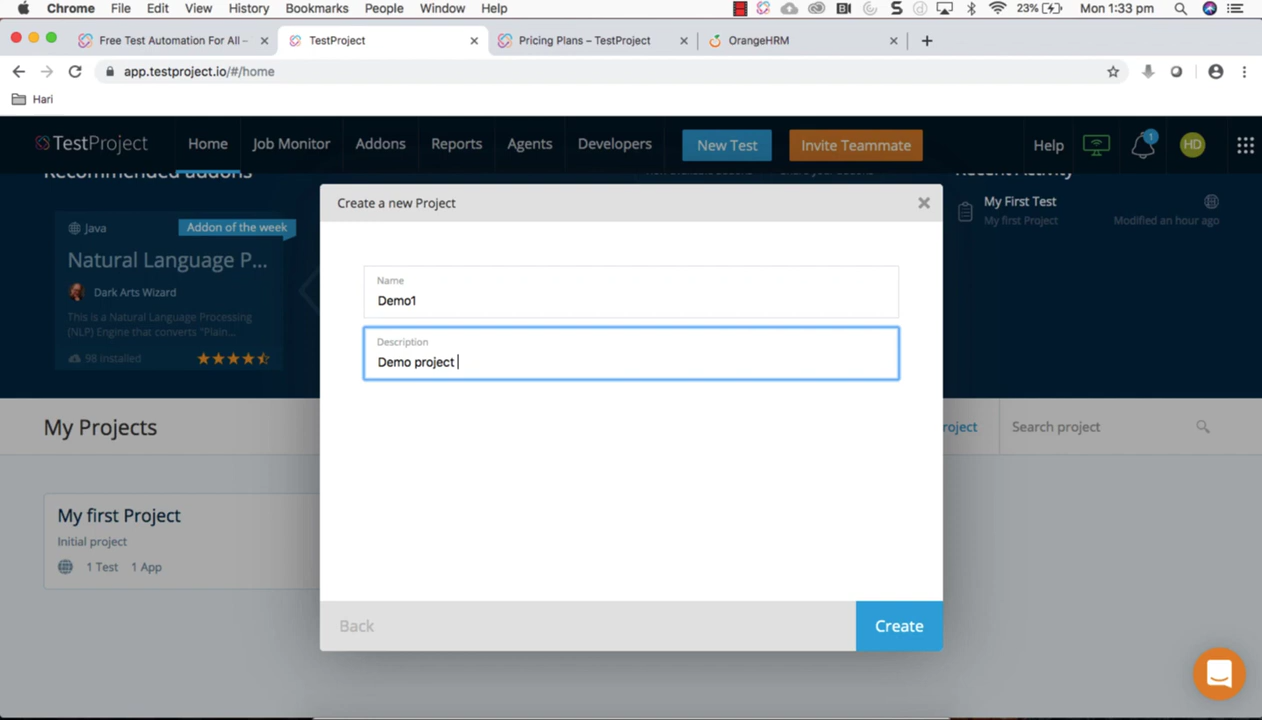 Chrome File Edit View History Bookmarks People Window Help 23% Mon 1:33 pm
Free Test Automation For All – TestProject Pricing Plans – TestProject OrangeHRM
app.testproject.io/#/home
Hari
TestProject Home Job Monitor Addons Reports Agents Developers New Test Invite Teammate Help 1 HD
Recommended addons Recent Activity
Create a new Project
My First Test
My first Project Modified an hour ago
Java Addon of the week
Natural Language P...
Dark Arts Wizard
This is a Natural Language Processing
(NLP) Engine that converts "Plain...
98 Installed
Name
Demo1
Description
Demo project
My Projects roject Search project
My first Project
Initial project
1 Test 1 App
Back Create